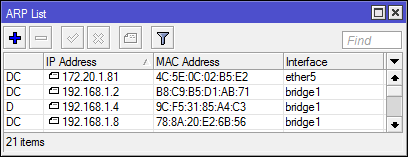 ARP List
Find
IP Address MAC Address Interface
DC 172.20.1.81 4C:5E:0C:02:B5:E2 ether5
DC 192.168.1.2 B8:C9:B5:D1:AB:71 bridge1
D 192.168.1.4 9C:F5:31:85:A4:C3 bridge1
DC 192.168.1.8 78:8A:20:E2:6B:56 bridge1
21 items